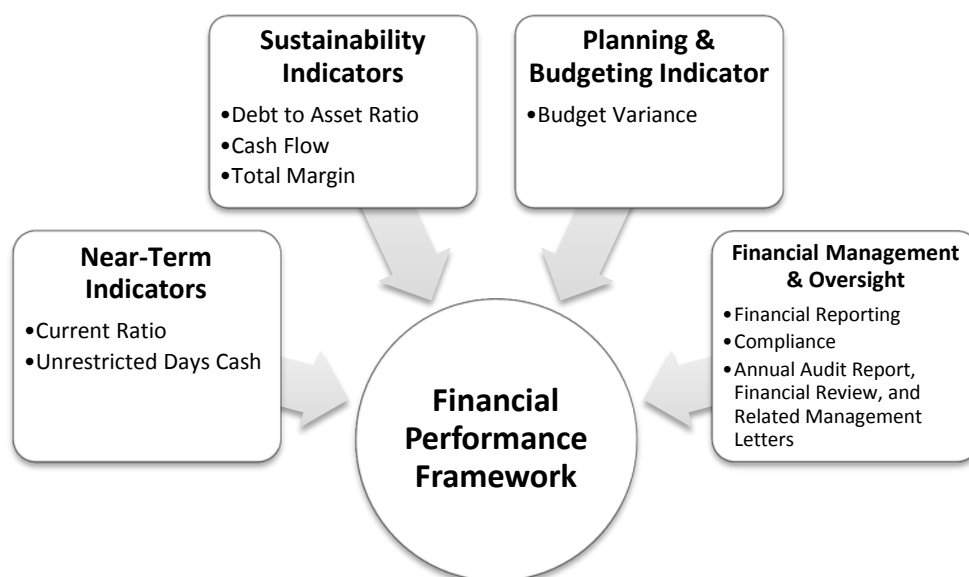 Sustainability
Indicators
•Debt to Asset Ratio
•Cash Flow
•Total Margin
Planning &
Budgeting Indicator
•Budget Variance
Near-Term
Indicators
•Current Ratio
•Unrestricted Days Cash
Financial Management
& Oversight
•Financial Reporting
•Compliance
•Annual Audit Report,
Financial Review, and
Related Management
Letters
Financial
Performance
Framework